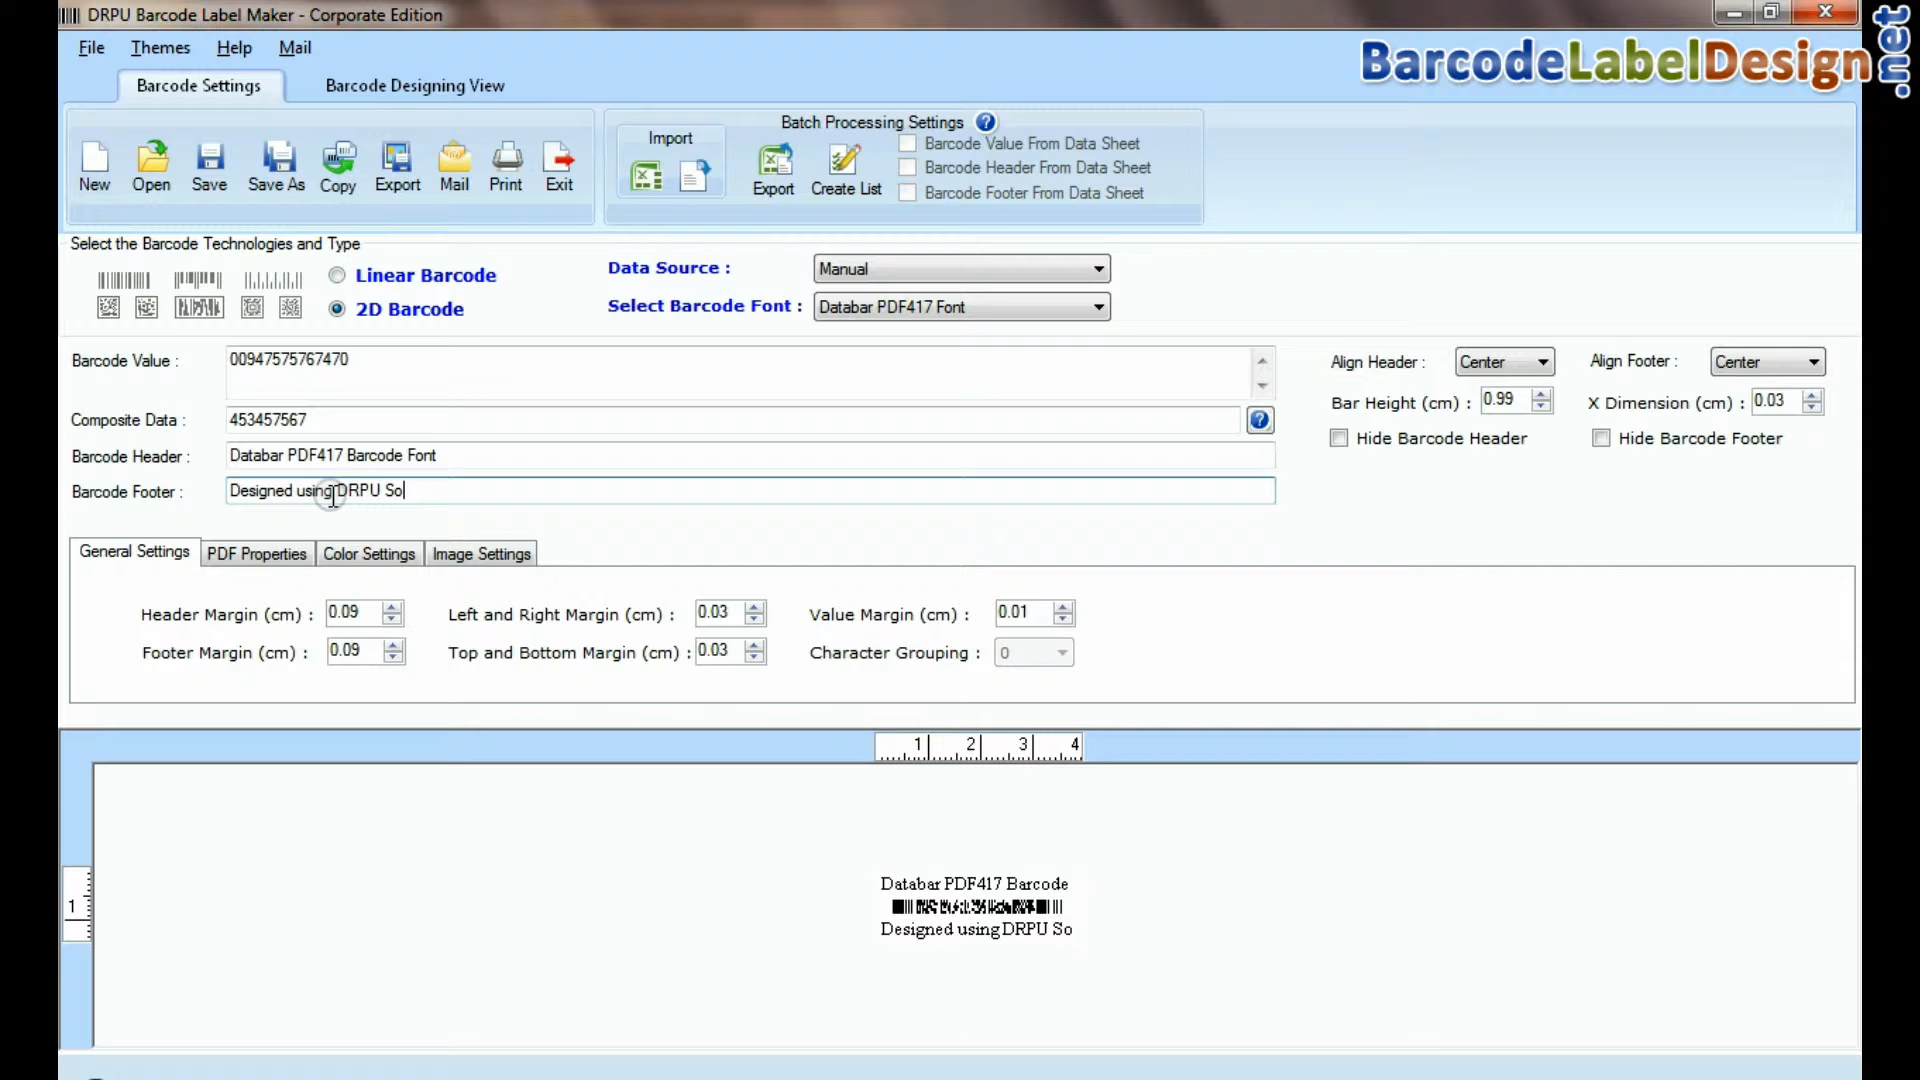 DRPU Barcode Label Maker - Corporate Edition
File Themes Help Mail
BarcodeLabelDesign.net
Barcode Settings Barcode Designing View
Batch Processing Settings
Import
Barcode Value From Data Sheet
Barcode Header From Data Sheet
Barcode Footer From Data Sheet
New Open Save Save As Copy Export Mail Print Exit
Export Create List
Select the Barcode Technologies and Type
Linear Barcode
2D Barcode
Data Source : Manual
Select Barcode Font : Databar PDF417 Font
Barcode Value : 00947575767470
Composite Data : 453457567
Barcode Header : Databar PDF417 Barcode Font
Barcode Footer : Designed using DRPU So
Align Header : Center Align Footer : Center
Bar Height (cm) : 0.99 X Dimension (cm) : 0.03
Hide Barcode Header Hide Barcode Footer
General Settings PDF Properties Color Settings Image Settings
Header Margin (cm) : 0.09 Left and Right Margin (cm) : 0.03 Value Margin (cm) : 0.01
Footer Margin (cm) : 0.09 Top and Bottom Margin (cm) : 0.03 Character Grouping : 0
1 2 3 4
1
Databar PDF417 Barcode
Designed using DRPU So